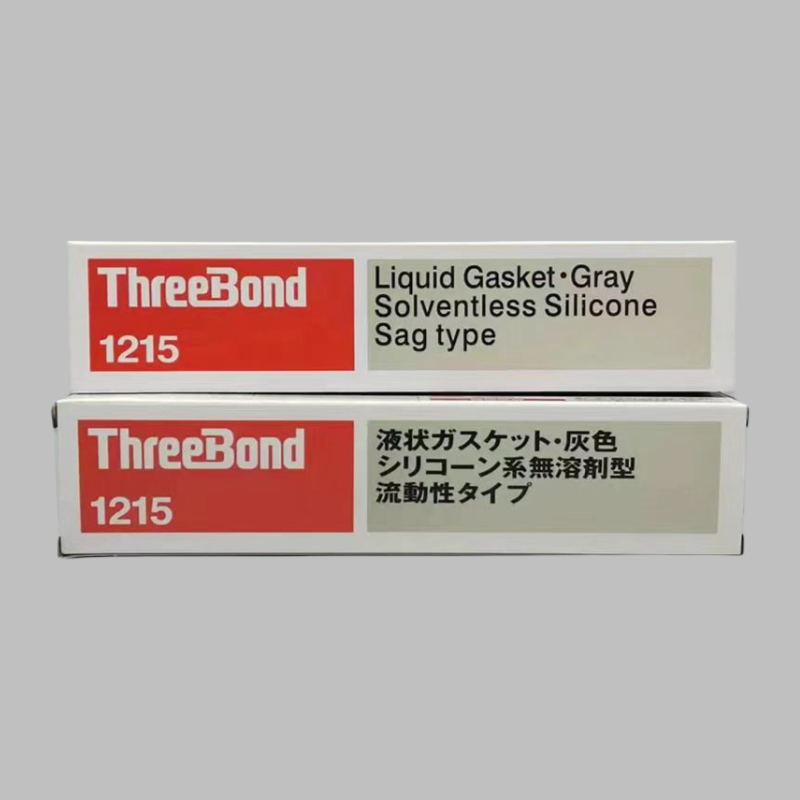 ThreeBond
1215
Liquid Gasket・Gray
Solventless Silicone
Sag type
ThreeBond
1215
液状ガスケット・灰色
シリコーン系無溶剤型
流動性タイプ